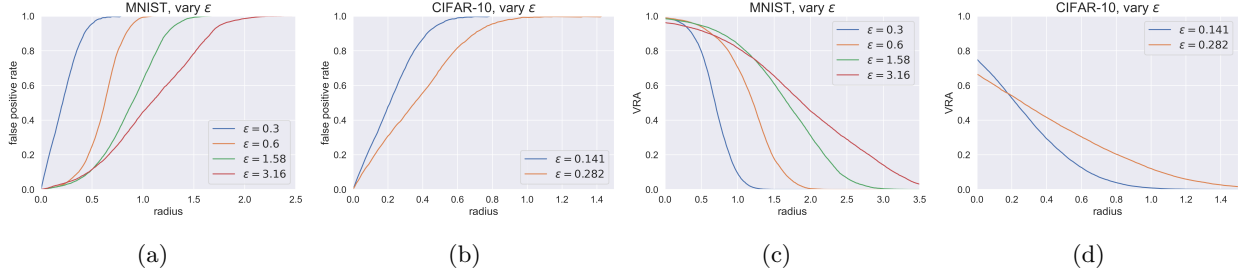 MNIST, vary ε
false positive rate
1.0
0.8
0.6
0.4
0.2
0.0
0.0 0.5 1.0 1.5 2.0 2.5
radius
ε = 0.3
ε = 0.6
ε = 1.58
ε = 3.16
(a)
CIFAR-10, vary ε
false positive rate
1.0
0.8
0.6
0.4
0.2
0.0
0.0 0.2 0.4 0.6 0.8 1.0 1.2 1.4
radius
ε = 0.141
ε = 0.282
(b)
MNIST, vary ε
VRA
1.0
0.8
0.6
0.4
0.2
0.0
0.0 0.5 1.0 1.5 2.0 2.5 3.0 3.5
radius
ε = 0.3
ε = 0.6
ε = 1.58
ε = 3.16
(c)
CIFAR-10, vary ε
VRA
1.0
0.8
0.6
0.4
0.2
0.0
0.0 0.2 0.4 0.6 0.8 1.0 1.2 1.4
radius
ε = 0.141
ε = 0.282
(d)